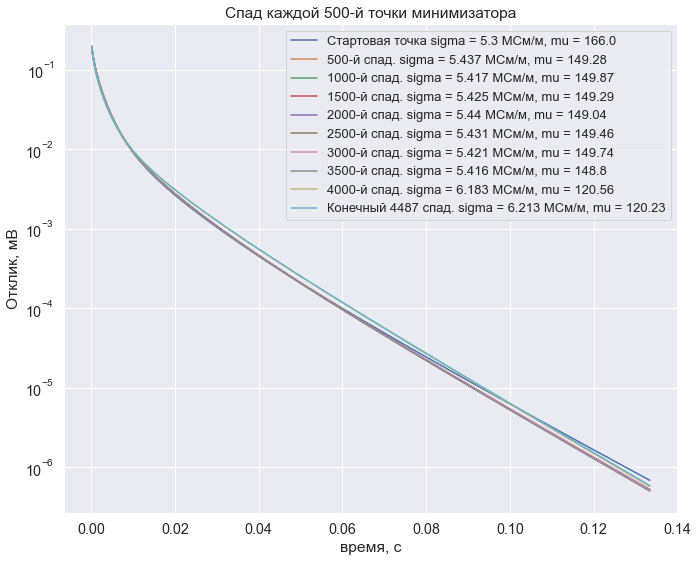 Спад каждой 500-й точки минимизатора
Стартовая точка sigma = 5.3 МСм/м, mu = 166.0
500-й спад. sigma = 5.437 МСм/м, mu = 149.28
1000-й спад. sigma = 5.417 МСм/м, mu = 149.87
1500-й спад. sigma = 5.425 МСм/м, mu = 149.29
2000-й спад. sigma = 5.44 МСм/м, mu = 149.04
2500-й спад. sigma = 5.431 МСм/м, mu = 149.46
3000-й спад. sigma = 5.421 МСм/м, mu = 149.74
3500-й спад. sigma = 5.416 МСм/м, mu = 148.8
4000-й спад. sigma = 6.183 МСм/м, mu = 120.56
Конечный 4487 спад. sigma = 6.213 МСм/м, mu = 120.23
Отклик, мВ
10⁻¹
10⁻²
10⁻³
10⁻⁴
10⁻⁵
10⁻⁶
0.00 0.02 0.04 0.06 0.08 0.10 0.12 0.14
время, с